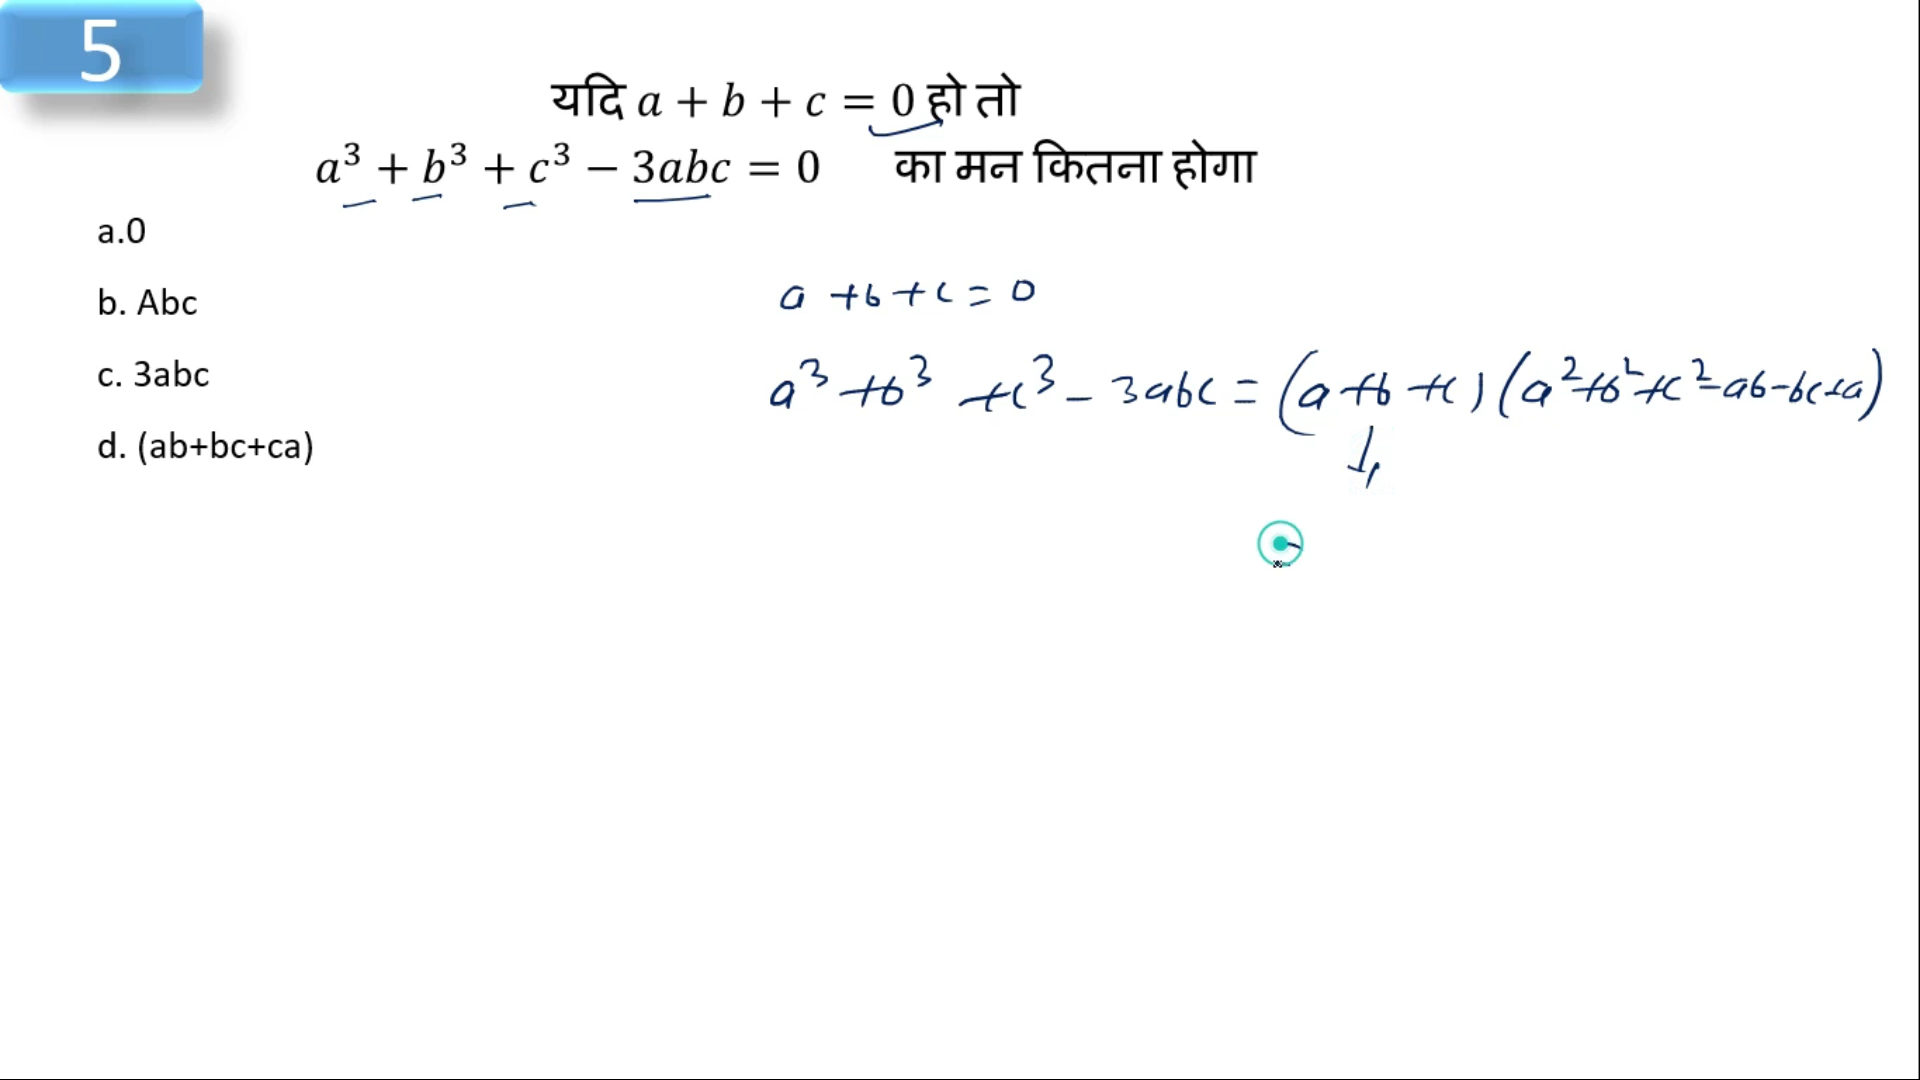 5
यदि a + b + c = 0 हो तो
a³ + b³ + c³ − 3abc = 0 का मन कितना होगा
a.0
b. Abc
c. 3abc
d. (ab+bc+ca)
a + b + c = 0
a³ + b³ + c³ - 3abc = (a + b + c) (a² + b² + c² - ab - bc - ca)